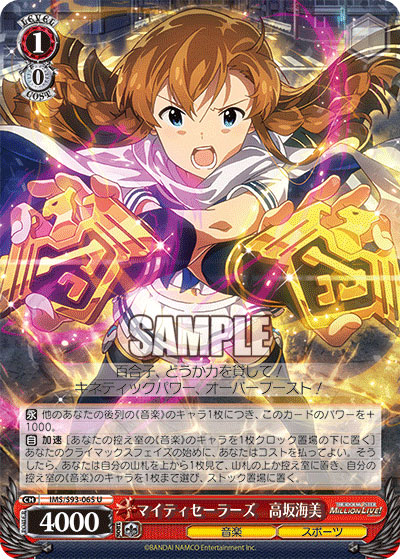 LEVEL
1
0
COST
SAMPLE
百合子、どうか力を貸して！
キネティックパワー、オーバーブースト！
永 他のあなたの後列の《音楽》のキャラ1枚につき、このカードのパワーを＋
1000。
自 加速［あなたの控え室の《音楽》のキャラ1枚をクロック置場の下に置く］
あなたのクライマックスフェイズの始めに、あなたはコストを払ってよい。そう
したら、あなたは自分の山札を上から1枚見て、山札の上か控え室に置き、自分の
控え室の《音楽》のキャラを1枚まで選び、ストック置場に置く。
CH IMS/S93-065 U
POWER
4000
マイティセーラーズ 高坂海美
THE IDOLM@STER
MILLION LIVE!
音楽
スポーツ
©BANDAI NAMCO Entertainment Inc.